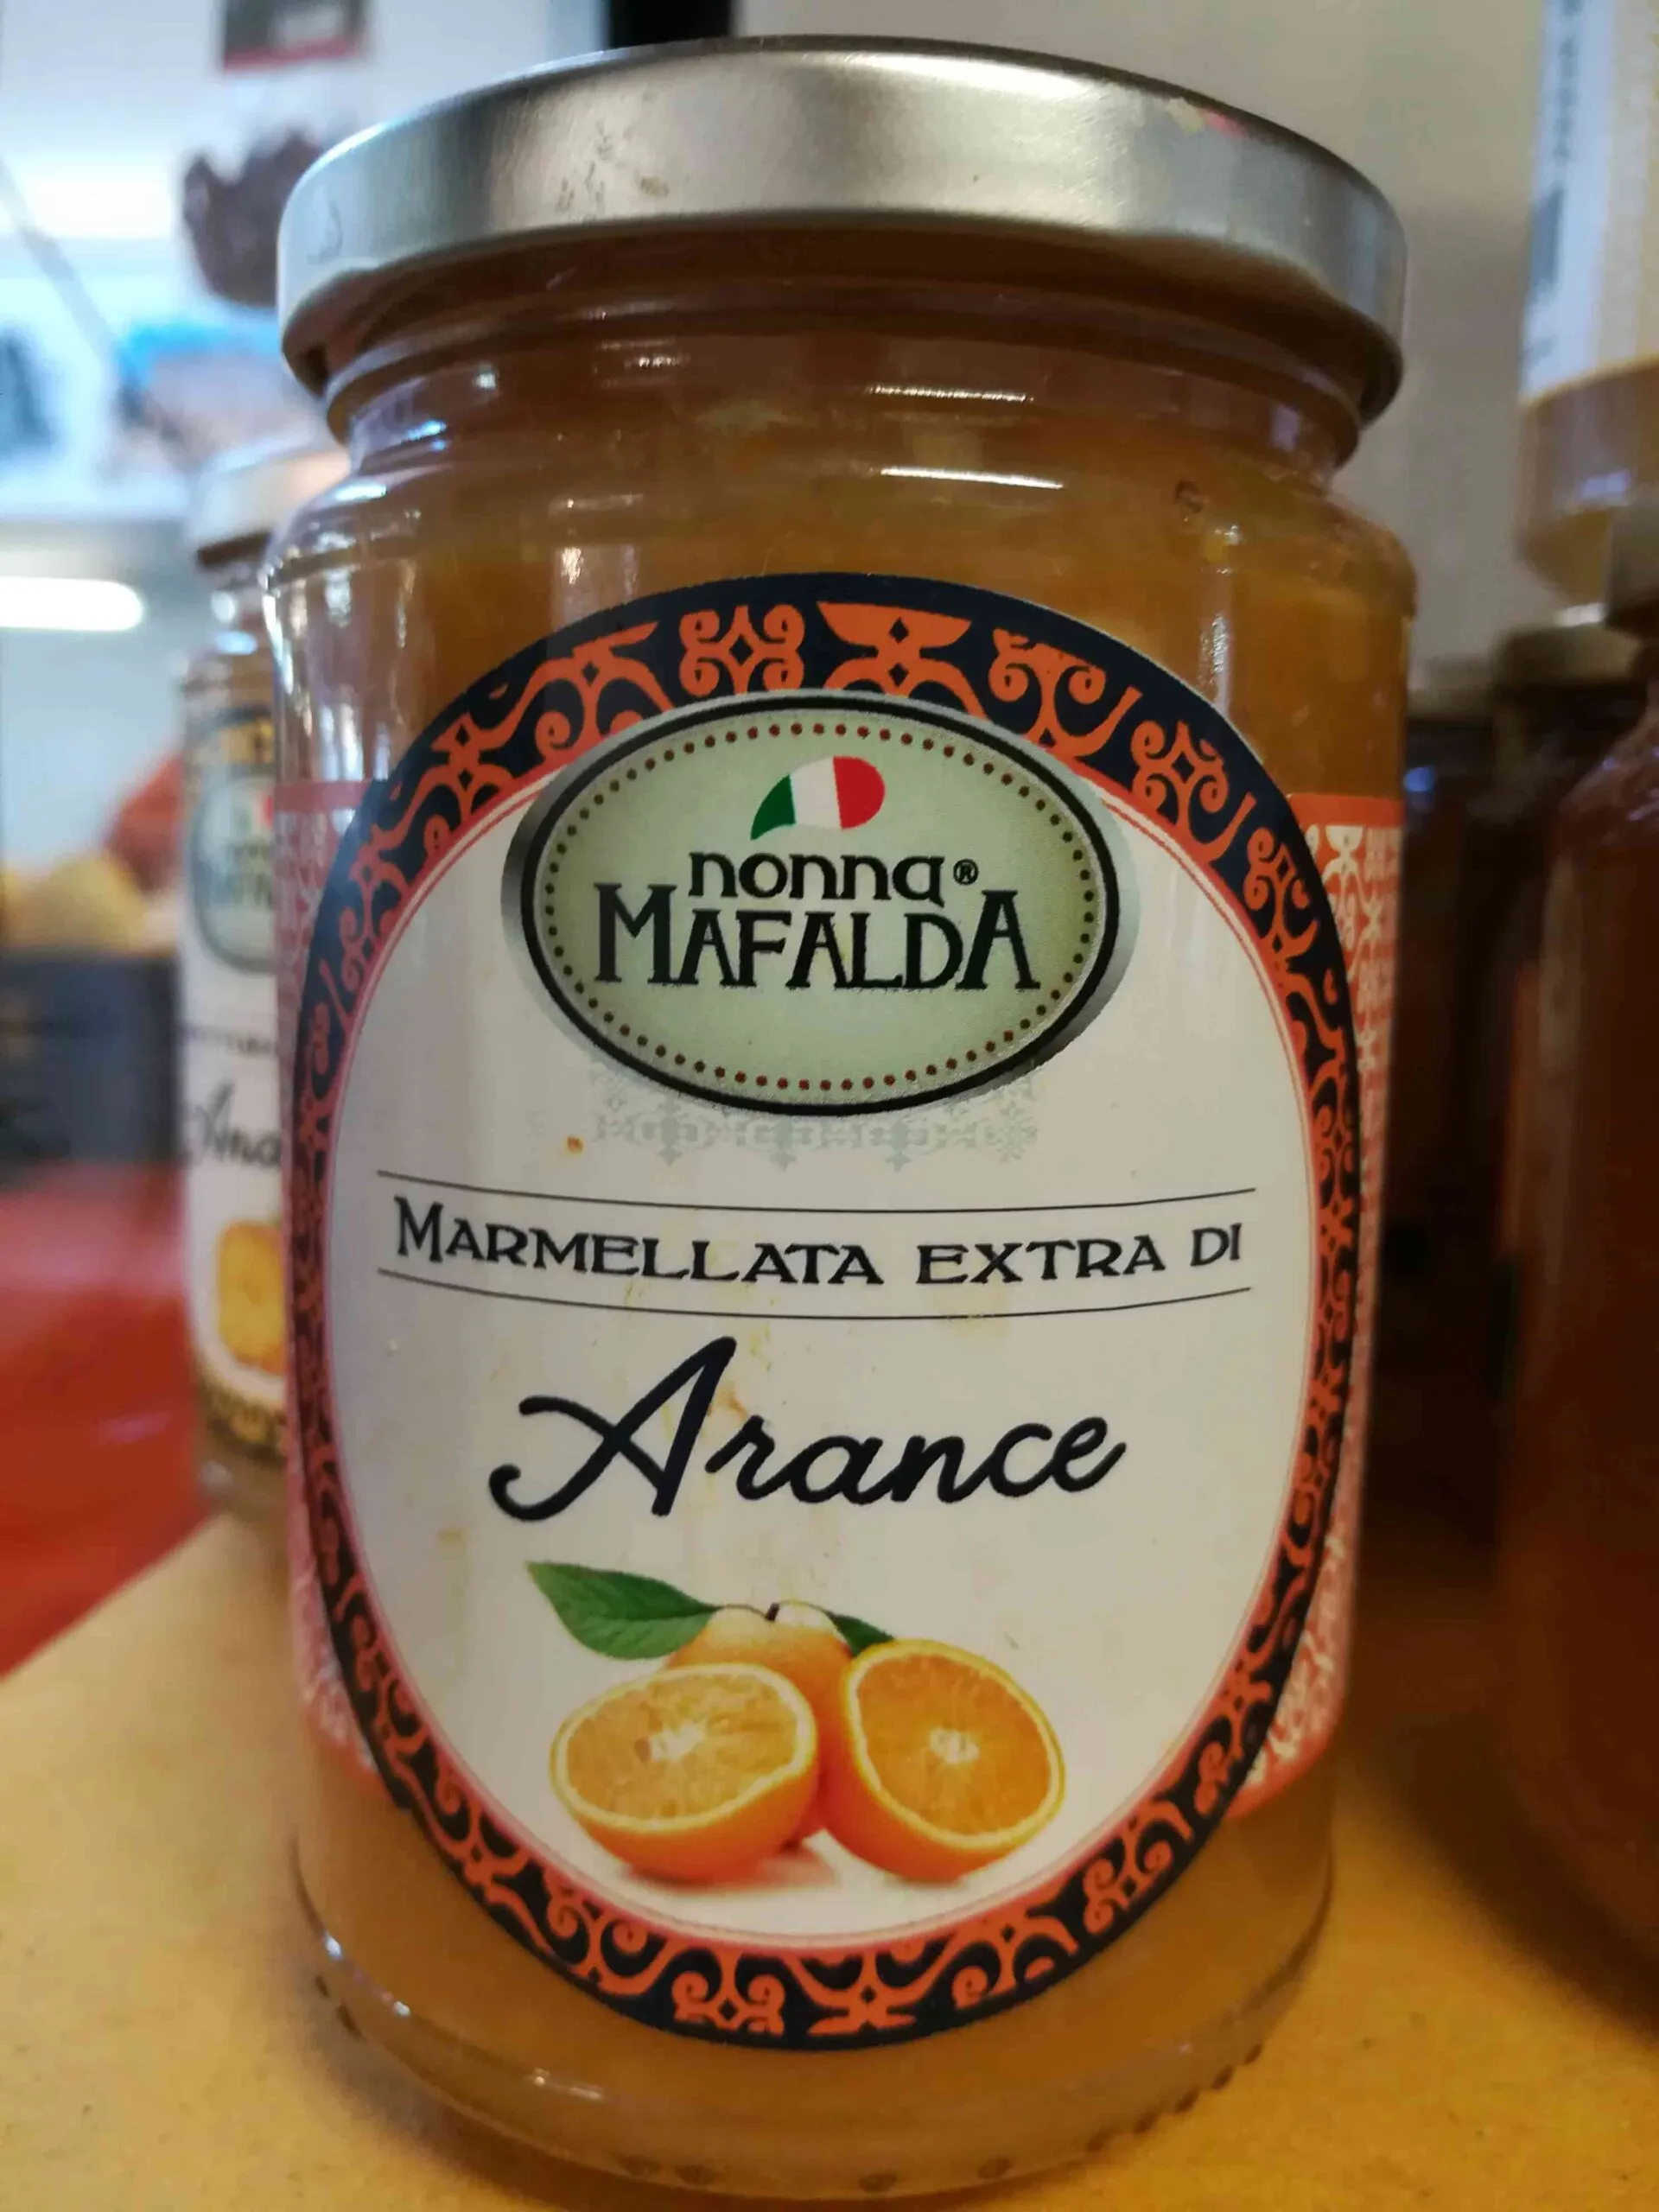 nonna®
MAFALDA
MARMELLATA EXTRA DI
Arance